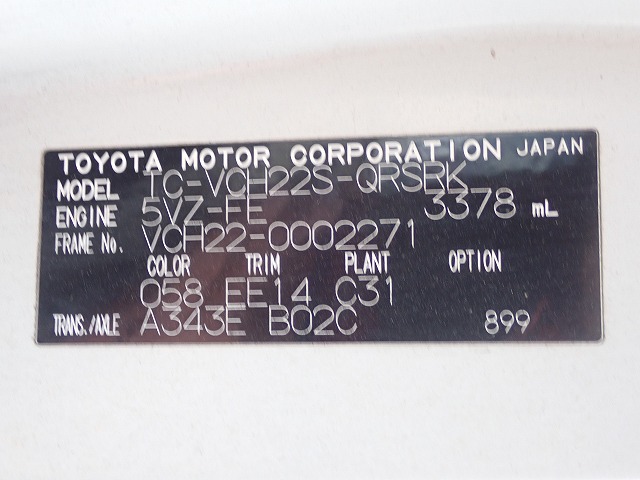 TOYOTA MOTOR CORPORATION JAPAN
MODEL TC-VCH22S-QRSBK
ENGINE 5VZ-FE 3378 mL
FRAME No. VCH22-0002271
COLOR TRIM PLANT OPTION
058 EE14 C31
TRANS./AXLE A343E B02C 899